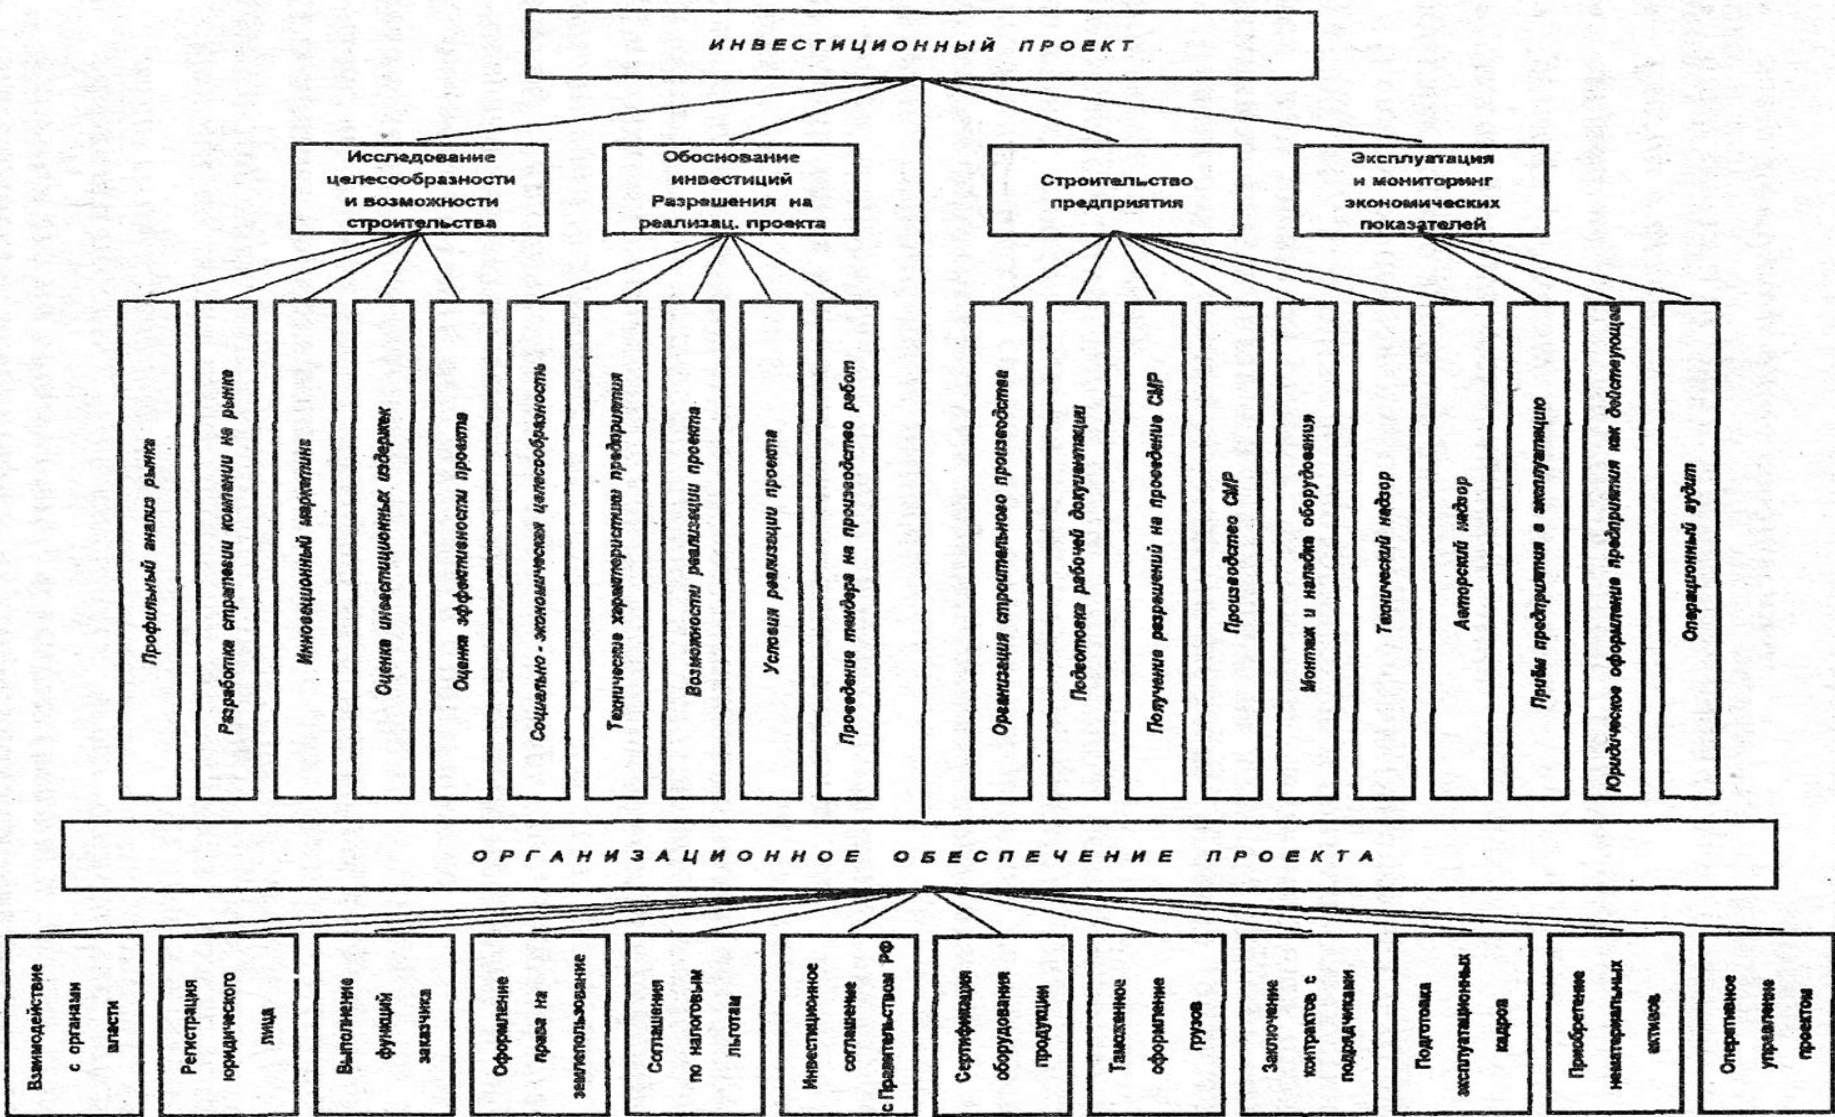 ИНВЕСТИЦИОННЫЙ ПРОЕКТ
Исследование
целесообразности
и возможности
строительства
Обоснование
инвестиций
Разрешения на
реализац. проекта
Строительство
предприятия
Эксплуатация
и мониторинг
экономических
показателей
Профильный анализ рынка
Разработка стратегии компании на рынке
Инновационный маркетинг
Оценка инвестиционных издержек
Оценка эффективности проекта
Социально - экономическая целесообразность
Технические характеристики предприятия
Возможности реализации проекта
Условия реализации проекта
Проведение тендера на производство работ
Организация строительного производства
Подготовка рабочей документации
Получение разрешений на проведение СМР
Производство СМР
Монтаж и наладка оборудования
Технический надзор
Авторский надзор
Приём предприятия в эксплуатацию
Юридическое оформление предприятия как действующего
Операционный аудит
ОРГАНИЗАЦИОННОЕ ОБЕСПЕЧЕНИЕ ПРОЕКТА
Взаимодействие
с органами
власти
Регистрация
юридического
лица
Выполнение
функций
заказчика
Оформление
права на
землепользование
Соглашения
по налоговым
льготам
Инвестиционное
соглашение
с Правительством РФ
Сертификация
оборудования
продукции
Таможенное
оформление
грузов
Заключение
контрактов с
подрядчиками
Подготовка
эксплуатационных
кадров
Приобретение
нематериальных
активов
Оперативное
управление
проектом